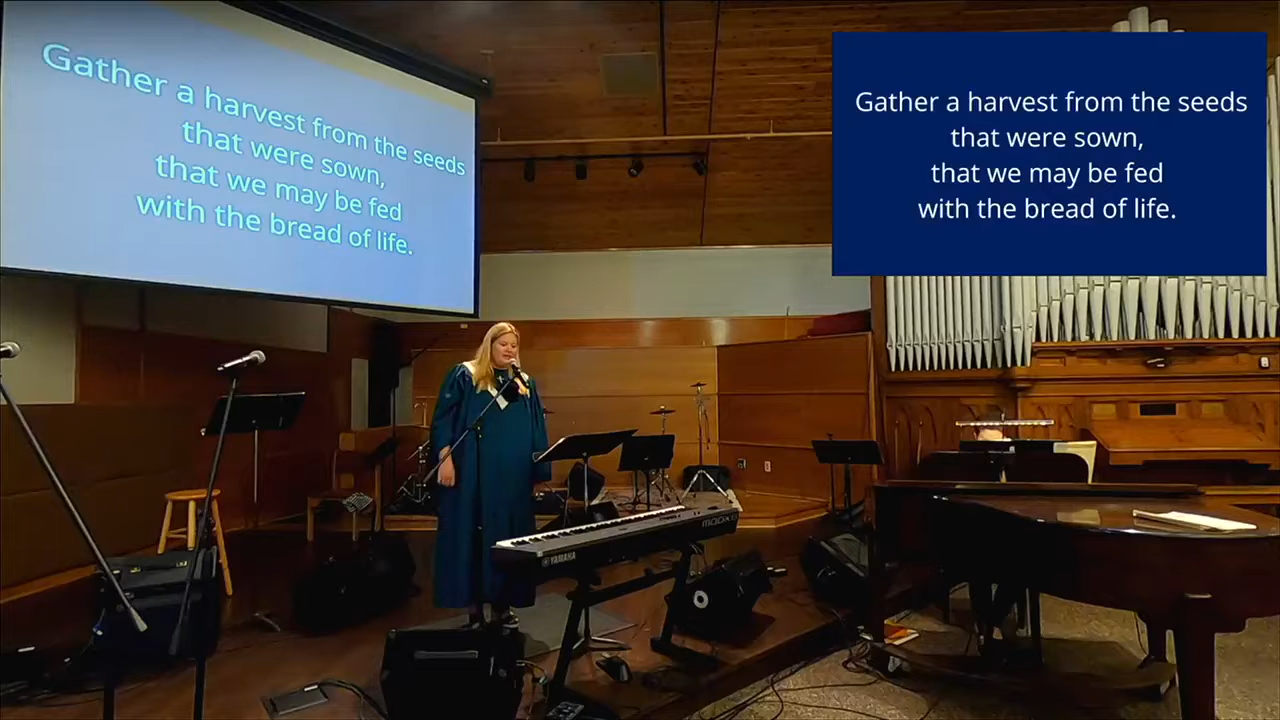 Gather a harvest from the seeds
that were sown,
that we may be fed
with the bread of life.
Gather a harvest from the seeds
that were sown,
that we may be fed
with the bread of life.
YAMAHA